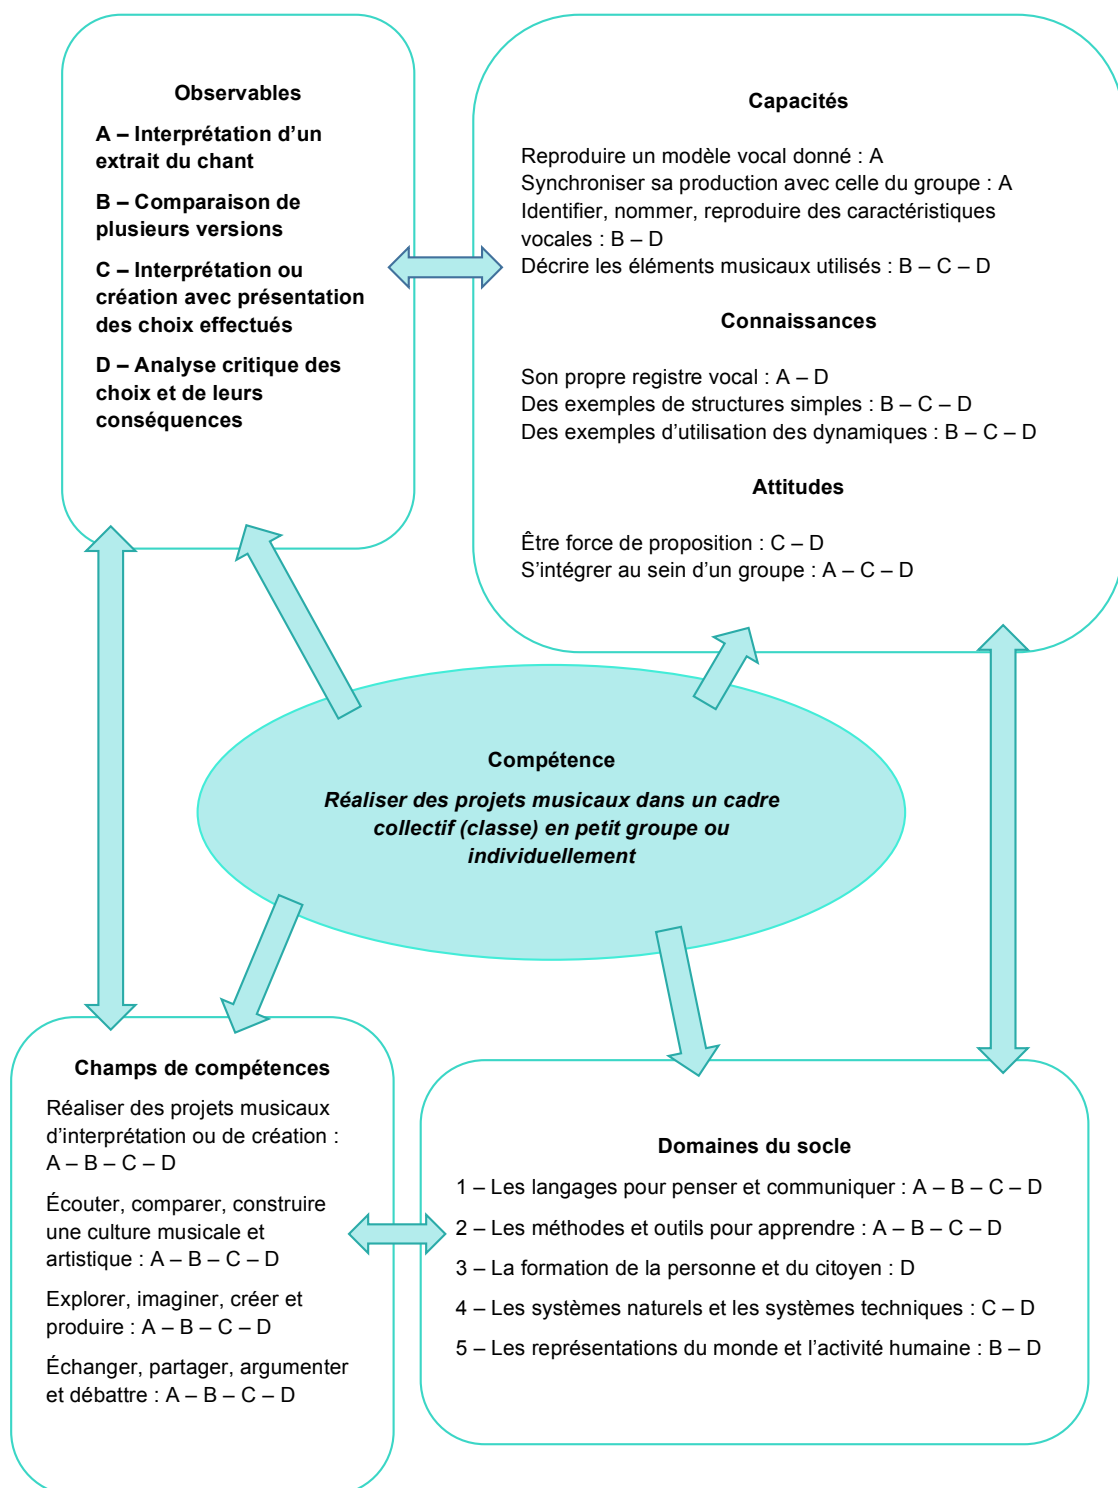 Observables
A – Interprétation d’un
extrait du chant
B – Comparaison de
plusieurs versions
C – Interprétation ou
création avec présentation
des choix effectués
D – Analyse critique des
choix et de leurs
conséquences
Capacités
Reproduire un modèle vocal donné : A
Synchroniser sa production avec celle du groupe : A
Identifier, nommer, reproduire des caractéristiques
vocales : B – D
Décrire les éléments musicaux utilisés : B – C – D
Connaissances
Son propre registre vocal : A – D
Des exemples de structures simples : B – C – D
Des exemples d’utilisation des dynamiques : B – C – D
Attitudes
Être force de proposition : C – D
S’intégrer au sein d’un groupe : A – C – D
Compétence
Réaliser des projets musicaux dans un cadre
collectif (classe) en petit groupe ou
individuellement
Champs de compétences
Réaliser des projets musicaux
d’interprétation ou de création :
A – B – C – D
Écouter, comparer, construire
une culture musicale et
artistique : A – B – C – D
Explorer, imaginer, créer et
produire : A – B – C – D
Échanger, partager, argumenter
et débattre : A – B – C – D
Domaines du socle
1 – Les langages pour penser et communiquer : A – B – C – D
2 – Les méthodes et outils pour apprendre : A – B – C – D
3 – La formation de la personne et du citoyen : D
4 – Les systèmes naturels et les systèmes techniques : C – D
5 – Les représentations du monde et l’activité humaine : B – D